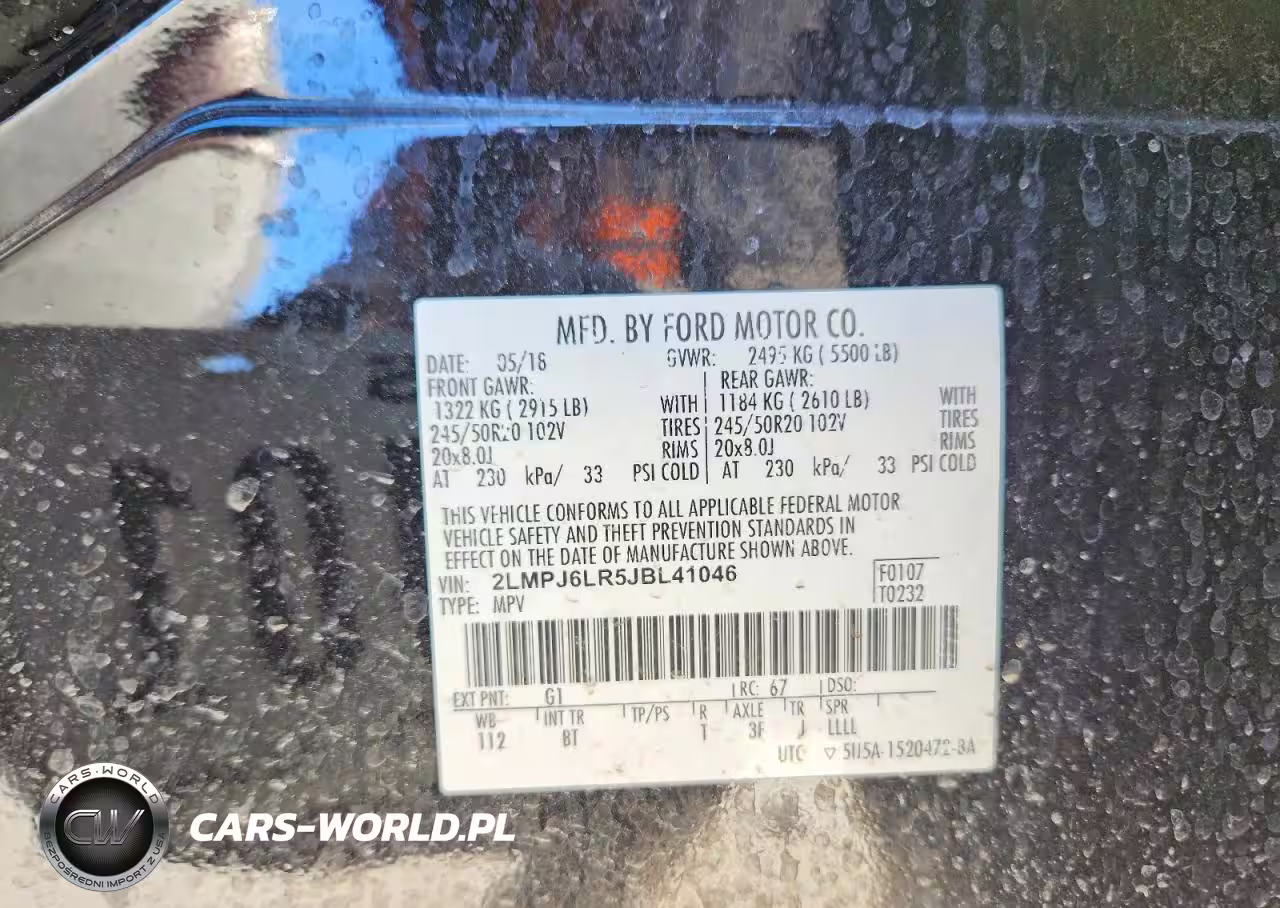 MFD. BY FORD MOTOR CO.
DATE: 05/18 GVWR: 2495 KG ( 5500 LB)
FRONT GAWR: REAR GAWR:
1322 KG ( 2915 LB) WITH 1184 KG ( 2610 LB) WITH
245/50R20 102V TIRES 245/50R20 102V TIRES
20x8.0J RIMS 20x8.0J RIMS
AT 230 kPa/ 33 PSI COLD AT 230 kPa/ 33 PSI COLD
THIS VEHICLE CONFORMS TO ALL APPLICABLE FEDERAL MOTOR
VEHICLE SAFETY AND THEFT PREVENTION STANDARDS IN
EFFECT ON THE DATE OF MANUFACTURE SHOWN ABOVE.
VIN: 2LMPJ6LR5JBL41046 F0107
TYPE: MPV T0232
EXT PNT: G1 RC: 67 DSO:
WB INT TR TP/PS R AXLE TR SPR
112 BT T 3F J LLLL
UTC
CARS-WORLD
CW
BEZPOŚREDNI IMPORT Z USA
CARS-WORLD.PL